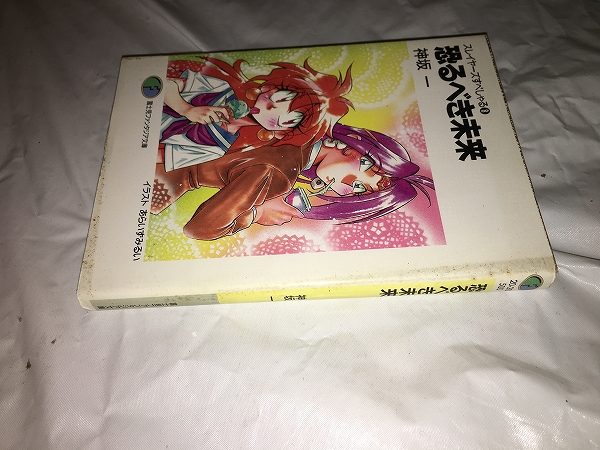 スレイヤーズすぺしゃる①
恐るべき未来
神坂 一
富士見ファンタジア文庫
イラスト あらいずみるい
恐るべき未来
神坂 一